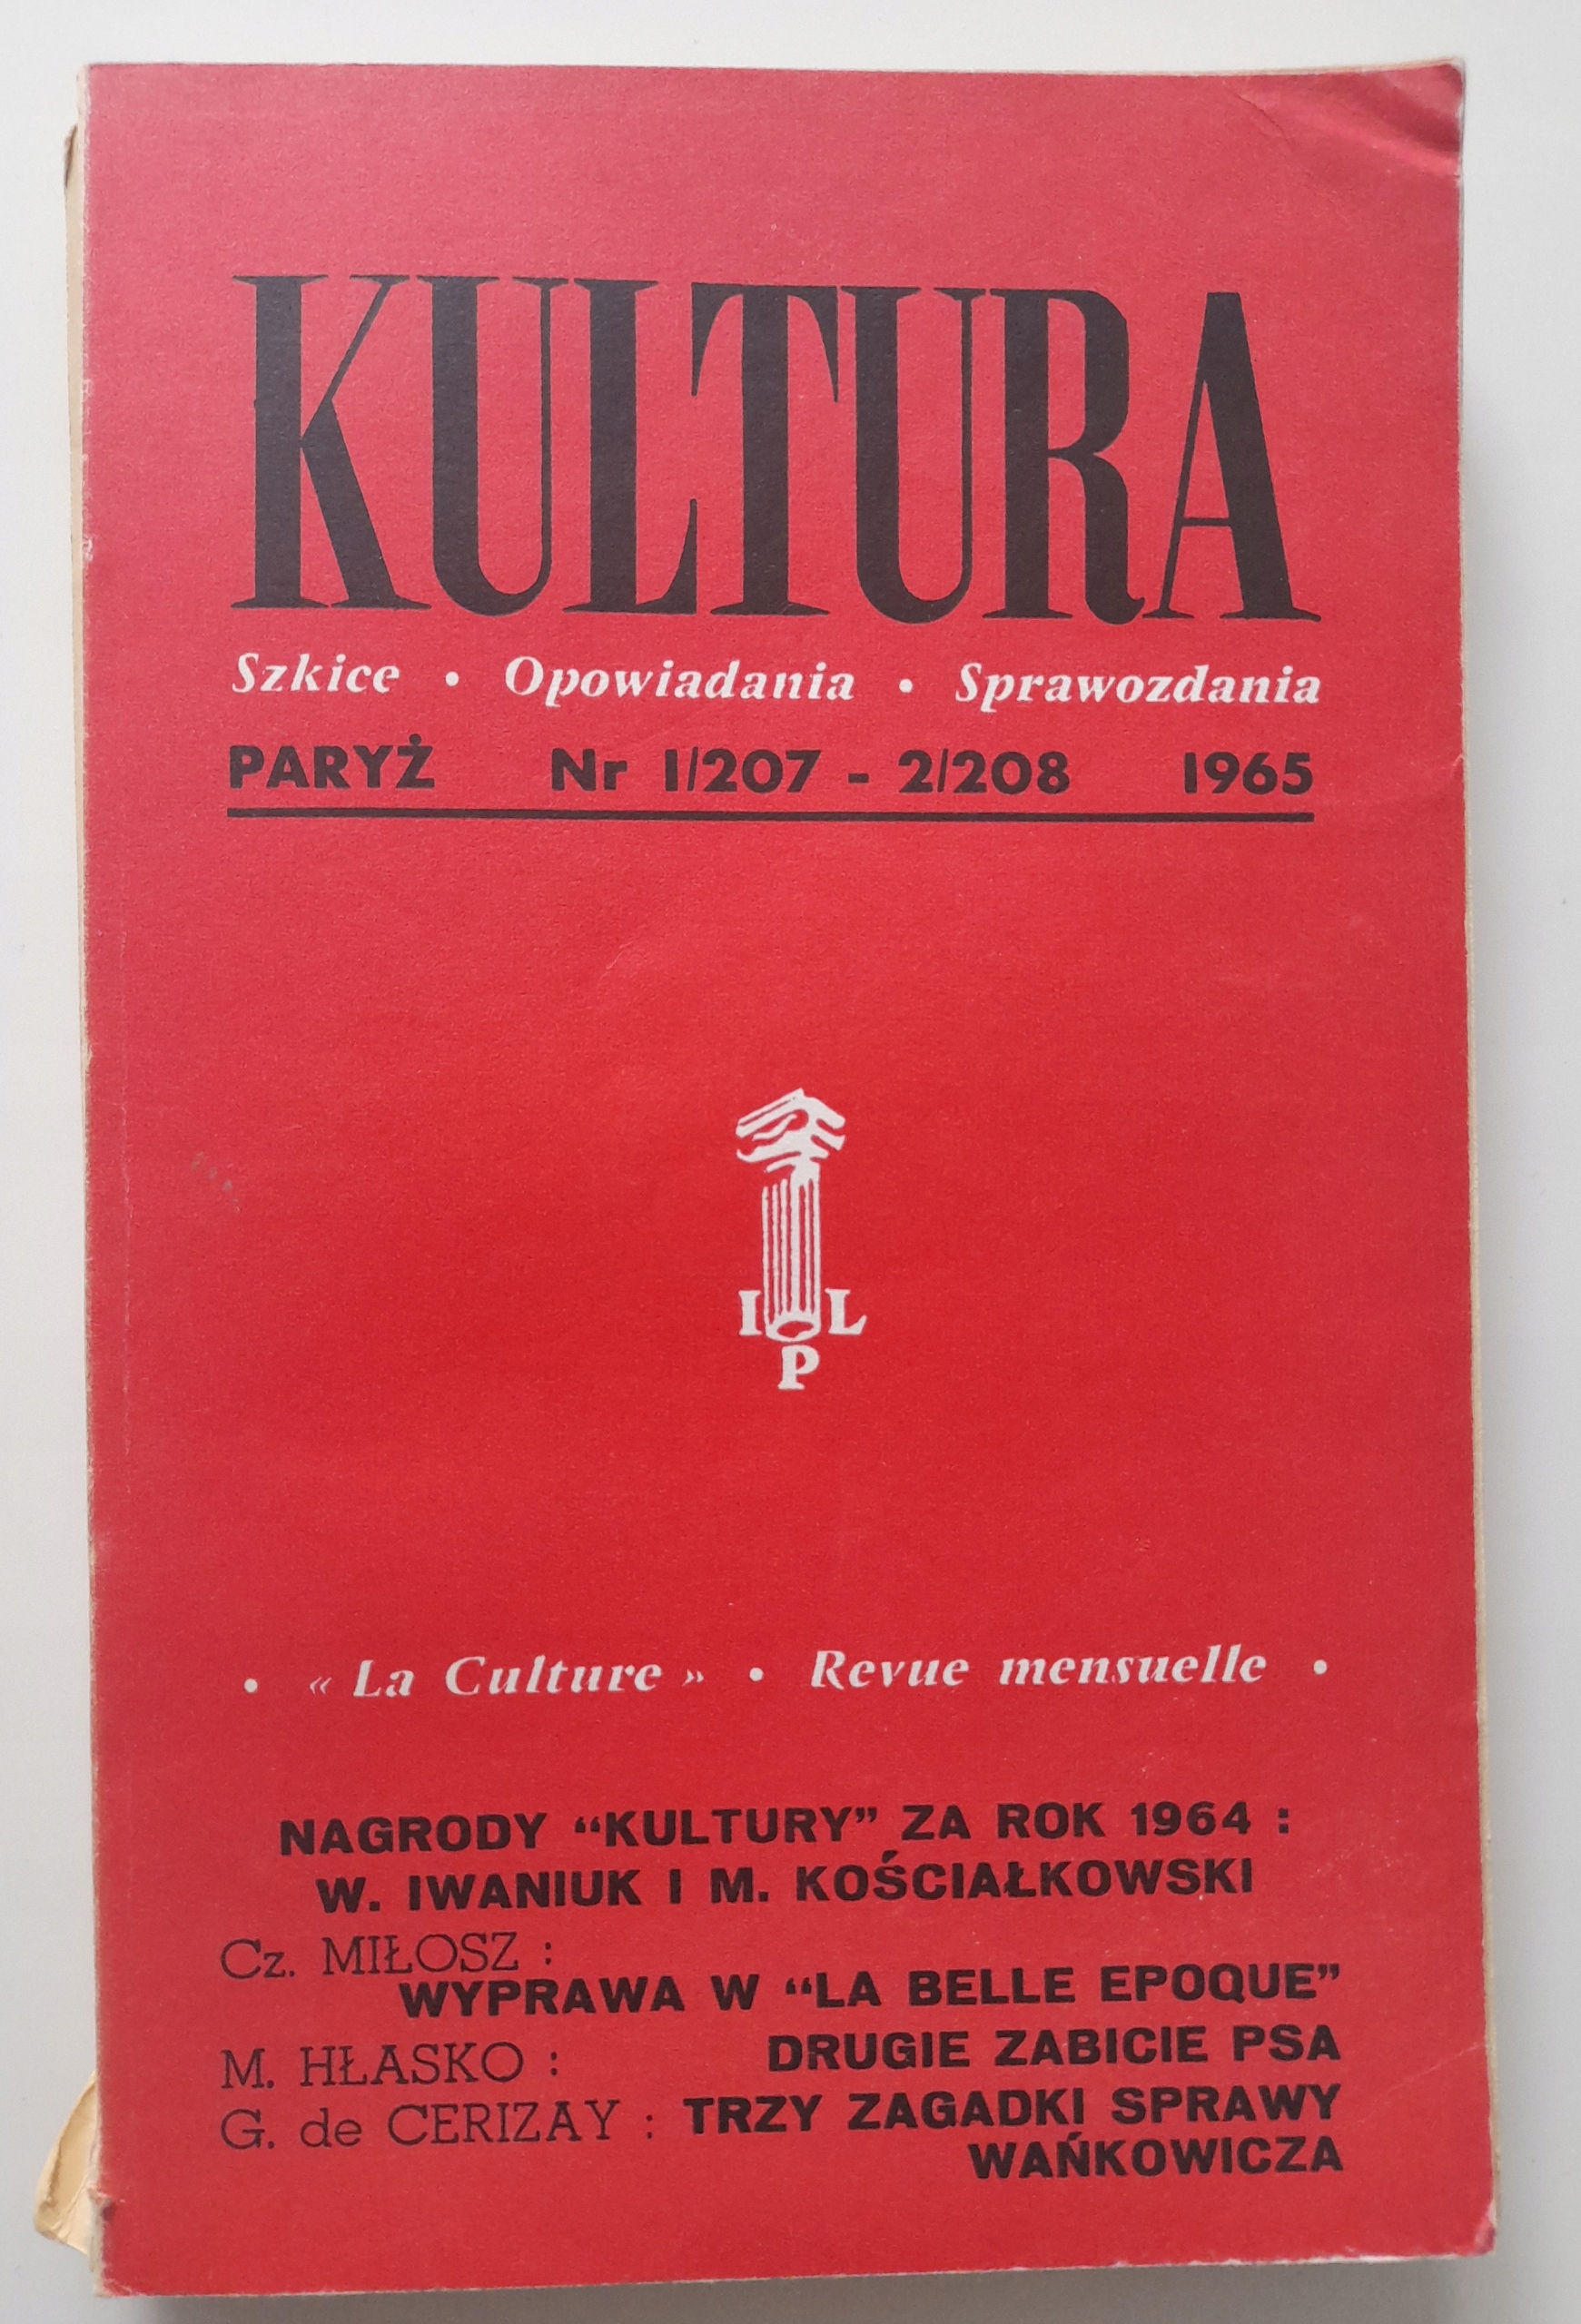 KULTURA
Szkice • Opowiadania • Sprawozdania
PARYŻ Nr 1/207 - 2/208 1965
I L
P
• « La Culture » • Revue mensuelle •
NAGRODY “KULTURY” ZA ROK 1964 :
W. IWANIUK I M. KOŚCIAŁKOWSKI
Cz. MIŁOSZ :
WYPRAWA W “LA BELLE EPOQUE”
M. HŁASKO : DRUGIE ZABICIE PSA
G. de CERIZAY : TRZY ZAGADKI SPRAWY
WAŃKOWICZA